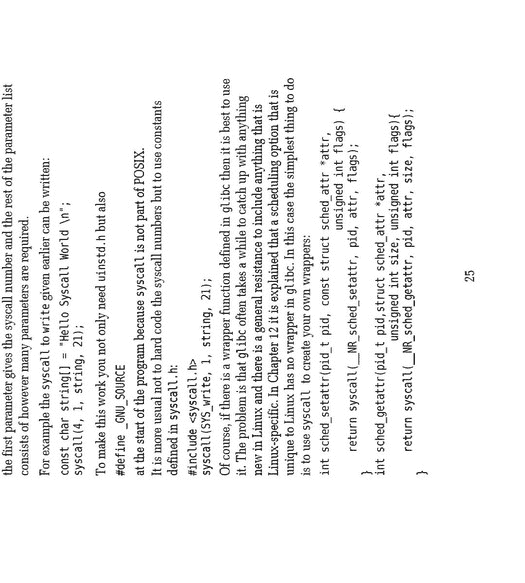 the first parameter gives the syscall number and the rest of the parameter list
consists of however many parameters are required.
For example the syscall to write given earlier can be written:
const char string[] = "Hello Syscall World \n";
syscall(4, 1, string, 21);
To make this work you not only need uinstd.h but also
#define _GNU_SOURCE
at the start of the program because syscall is not part of POSIX.
It is more usual not to hard code the syscall numbers but to use constants
defined in syscall.h:
#include <syscall.h>
syscall(SYS_write, 1, string, 21);
Of course, if there is a wrapper function defined in glibc then it is best to use
it. The problem is that glibc often takes a while to catch up with anything
new in Linux and there is a general resistance to include anything that is
Linux-specific. In Chapter 12 it is explained that a scheduling option that is
unique to Linux has no wrapper in glibc. In this case the simplest thing to do
is to use syscall to create your own wrappers:
int sched_setattr(pid_t pid, const struct sched_attr *attr,
unsigned int flags) {
return syscall(__NR_sched_setattr, pid, attr, flags);
}
int sched_getattr(pid_t pid,struct sched_attr *attr,
unsigned int size, unsigned int flags){
return syscall(__NR_sched_getattr, pid, attr, size, flags);
}
25